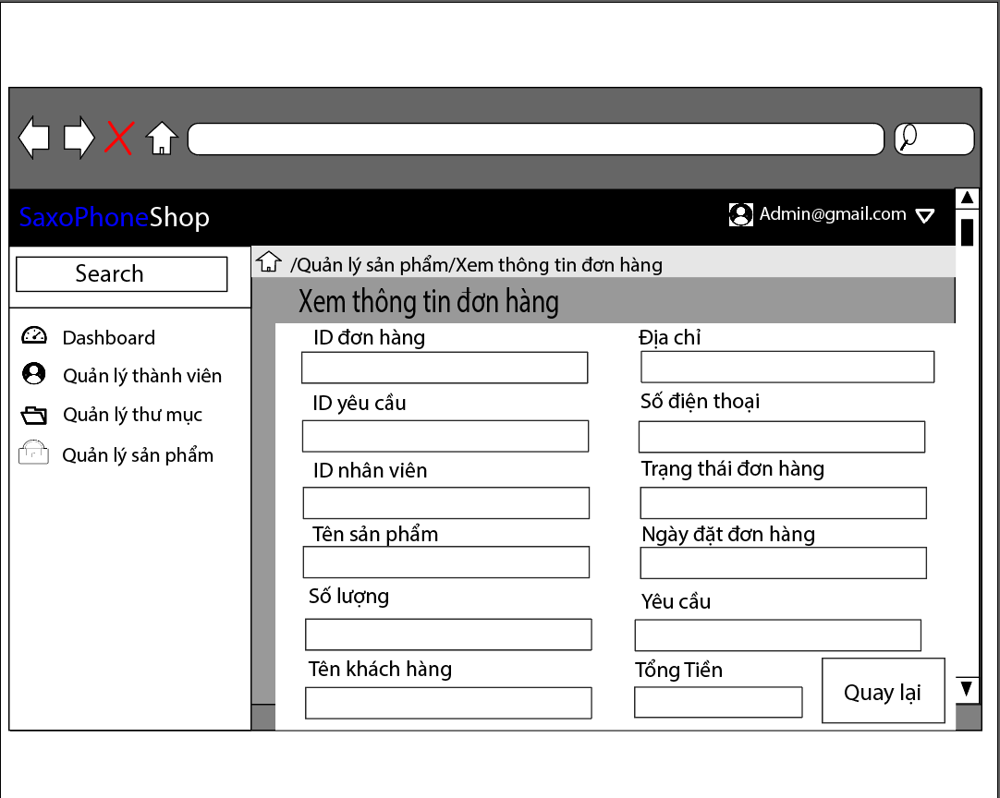 SaxoPhoneShop
Admin@gmail.com
Search
/Quản lý sản phẩm/Xem thông tin đơn hàng
Xem thông tin đơn hàng
Dashboard
Quản lý thành viên
Quản lý thư mục
Quản lý sản phẩm
ID đơn hàng
Địa chỉ
ID yêu cầu
Số điện thoại
ID nhân viên
Trạng thái đơn hàng
Tên sản phẩm
Ngày đặt đơn hàng
Số lượng
Yêu cầu
Tên khách hàng
Tổng Tiền
Quay lại